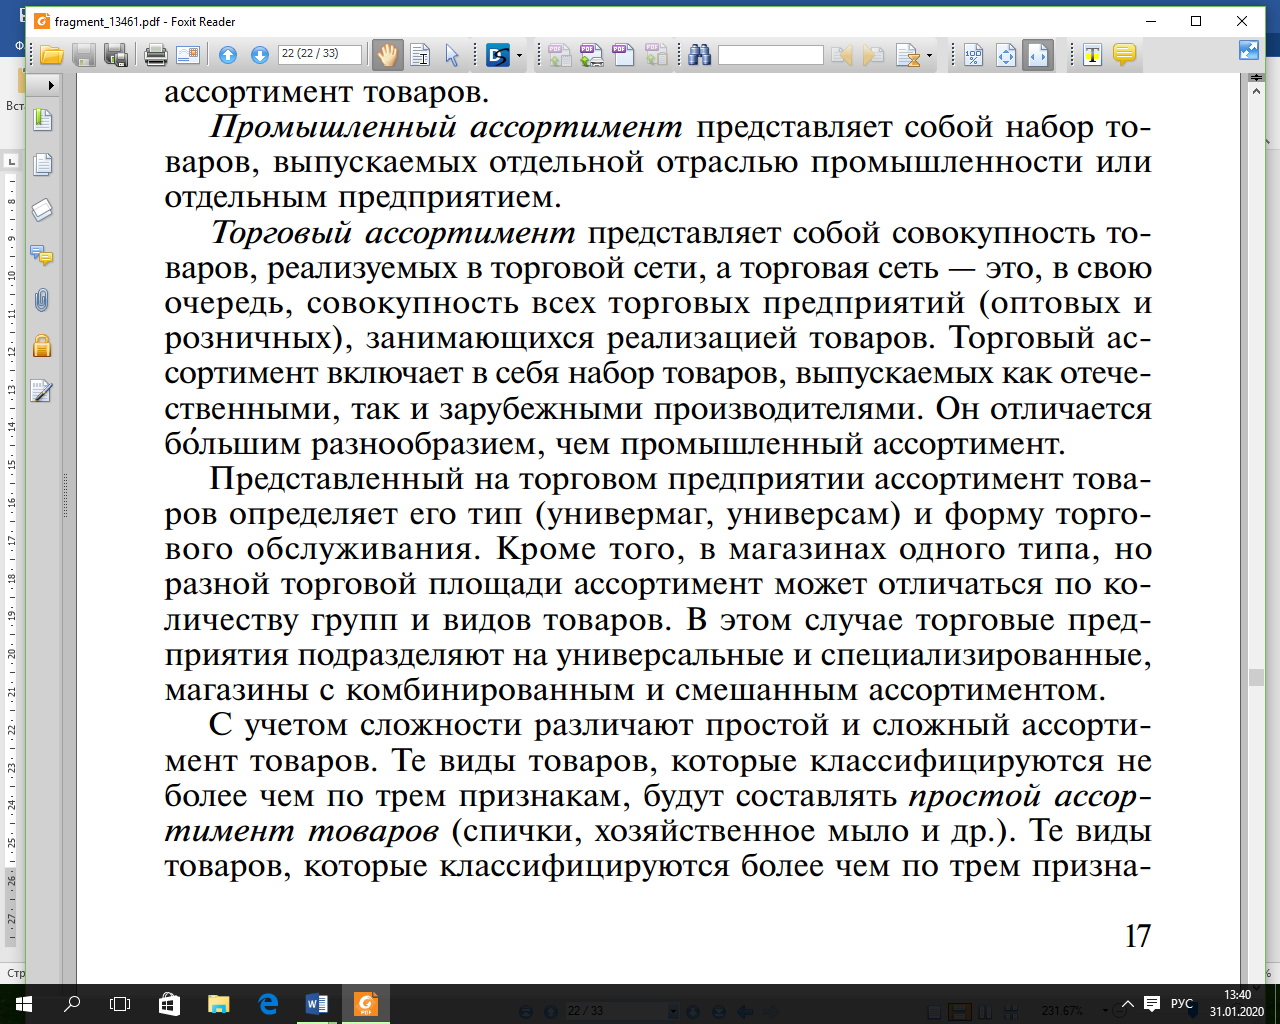 fragment_13461.pdf - Foxit Reader
22 (22 / 33)
ассортимент товаров.
Промышленный ассортимент представляет собой набор то-
варов, выпускаемых отдельной отраслью промышленности или
отдельным предприятием.
Торговый ассортимент представляет собой совокупность то-
варов, реализуемых в торговой сети, а торговая сеть — это, в свою
очередь, совокупность всех торговых предприятий (оптовых и
розничных), занимающихся реализацией товаров. Торговый ас-
сортимент включает в себя набор товаров, выпускаемых как отече-
ственными, так и зарубежными производителями. Он отличается
бо́льшим разнообразием, чем промышленный ассортимент.
Представленный на торговом предприятии ассортимент това-
ров определяет его тип (универмаг, универсам) и форму торго-
вого обслуживания. Кроме того, в магазинах одного типа, но
разной торговой площади ассортимент может отличаться по ко-
личеству групп и видов товаров. В этом случае торговые пред-
приятия подразделяют на универсальные и специализированные,
магазины с комбинированным и смешанным ассортиментом.
С учетом сложности различают простой и сложный ассорти-
мент товаров. Те виды товаров, которые классифицируются не
более чем по трем признакам, будут составлять простой ассор-
тимент товаров (спички, хозяйственное мыло и др.). Те виды
товаров, которые классифицируются более чем по трем призна-
17
22 / 33
231.67%
РУС
13:40
31.01.2020